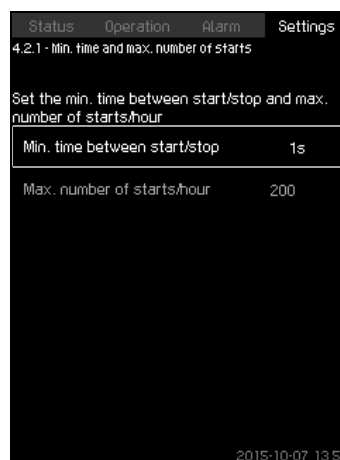 Status Operation Alarm Settings
4.2.1 - Min. time and max. number of starts
Set the min. time between start/stop and max.
number of starts/hour
Min. time between start/stop 1s
Max. number of starts/hour 200
2015-10-07 13:5